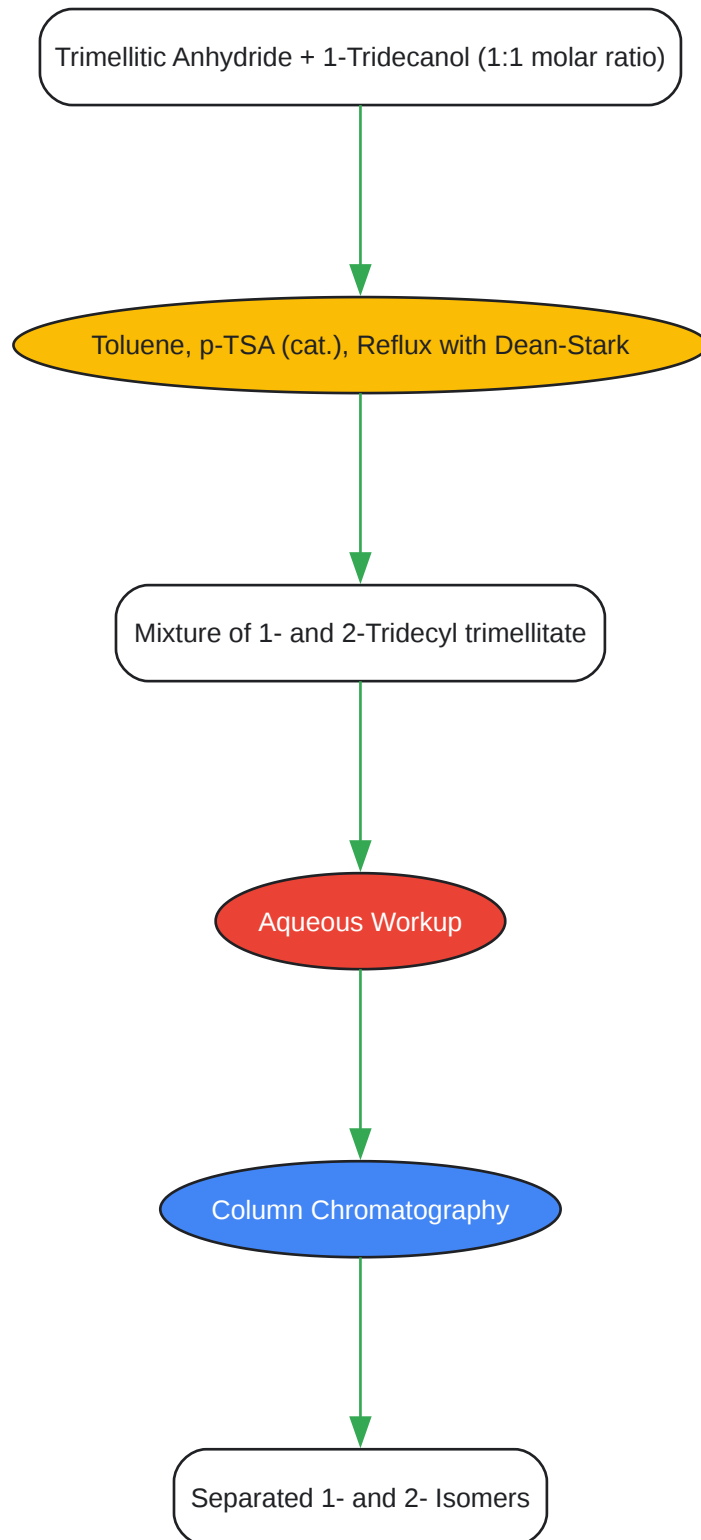 Trimellitic Anhydride + 1-Tridecanol (1:1 molar ratio)
Toluene, p-TSA (cat.), Reflux with Dean-Stark
Mixture of 1- and 2-Tridecyl trimellitate
Aqueous Workup
Column Chromatography
Separated 1- and 2- Isomers